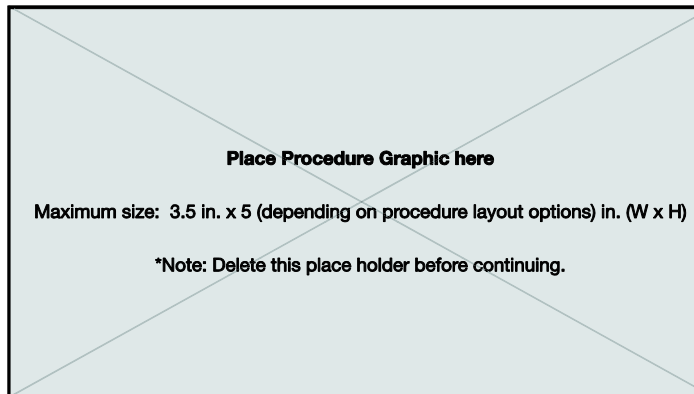 Place Procedure Graphic here
Maximum size:  3.5 in. x 5 (depending on procedure layout options) in. (W x H)
*Note: Delete this place holder before continuing.